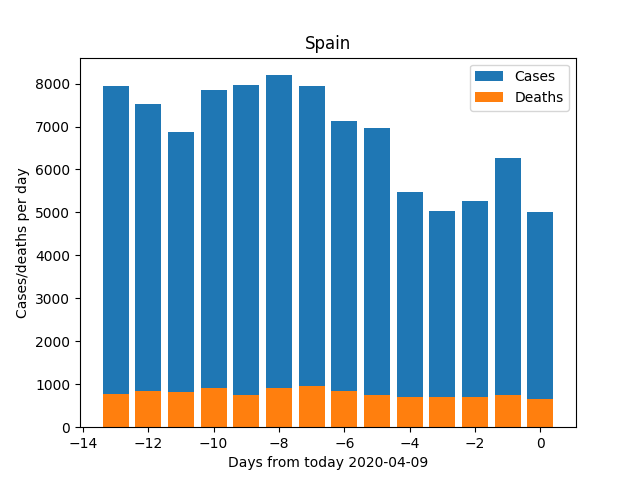 Spain
Cases
Deaths
Cases/deaths per day
8000
7000
6000
5000
4000
3000
2000
1000
0
−14 −12 −10 −8 −6 −4 −2 0
Days from today 2020-04-09